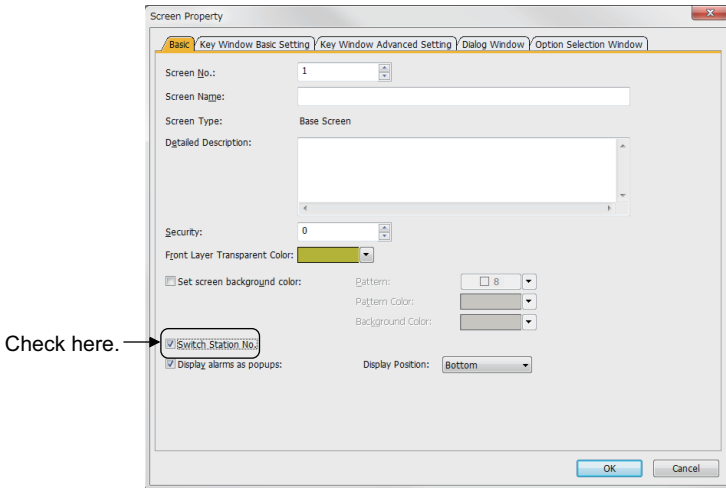 Screen Property
Basic Key Window Basic Setting Key Window Advanced Setting Dialog Window Option Selection Window
Screen No.: 1
Screen Name:
Screen Type: Base Screen
Detailed Description:
Security: 0
Front Layer Transparent Color:
Set screen background color: Pattern: 8
Pattern Color:
Background Color:
Check here. Switch Station No.
Display alarms as popups: Display Position: Bottom
OK Cancel